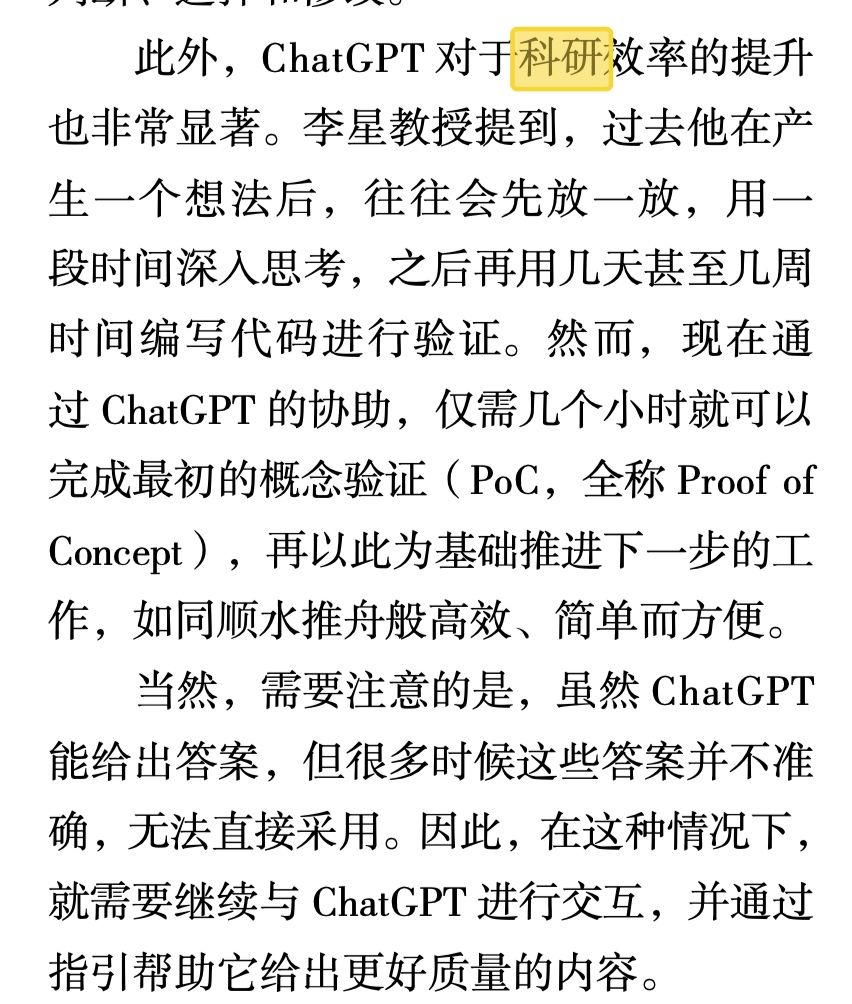 此外，ChatGPT 对于科研效率的提升
也非常显著。李星教授提到，过去他在产
生一个想法后，往往会先放一放，用一
段时间深入思考，之后再用几天甚至几周
时间编写代码进行验证。然而，现在通
过 ChatGPT 的协助，仅需几个小时就可以
完成最初的概念验证（PoC，全称 Proof of
Concept），再以此为基础推进下一步的工
作，如同顺水推舟般高效、简单而方便。
当然，需要注意的是，虽然 ChatGPT
能给出答案，但很多时候这些答案并不准
确，无法直接采用。因此，在这种情况下，
就需要继续与 ChatGPT 进行交互，并通过
指引帮助它给出更好质量的内容。